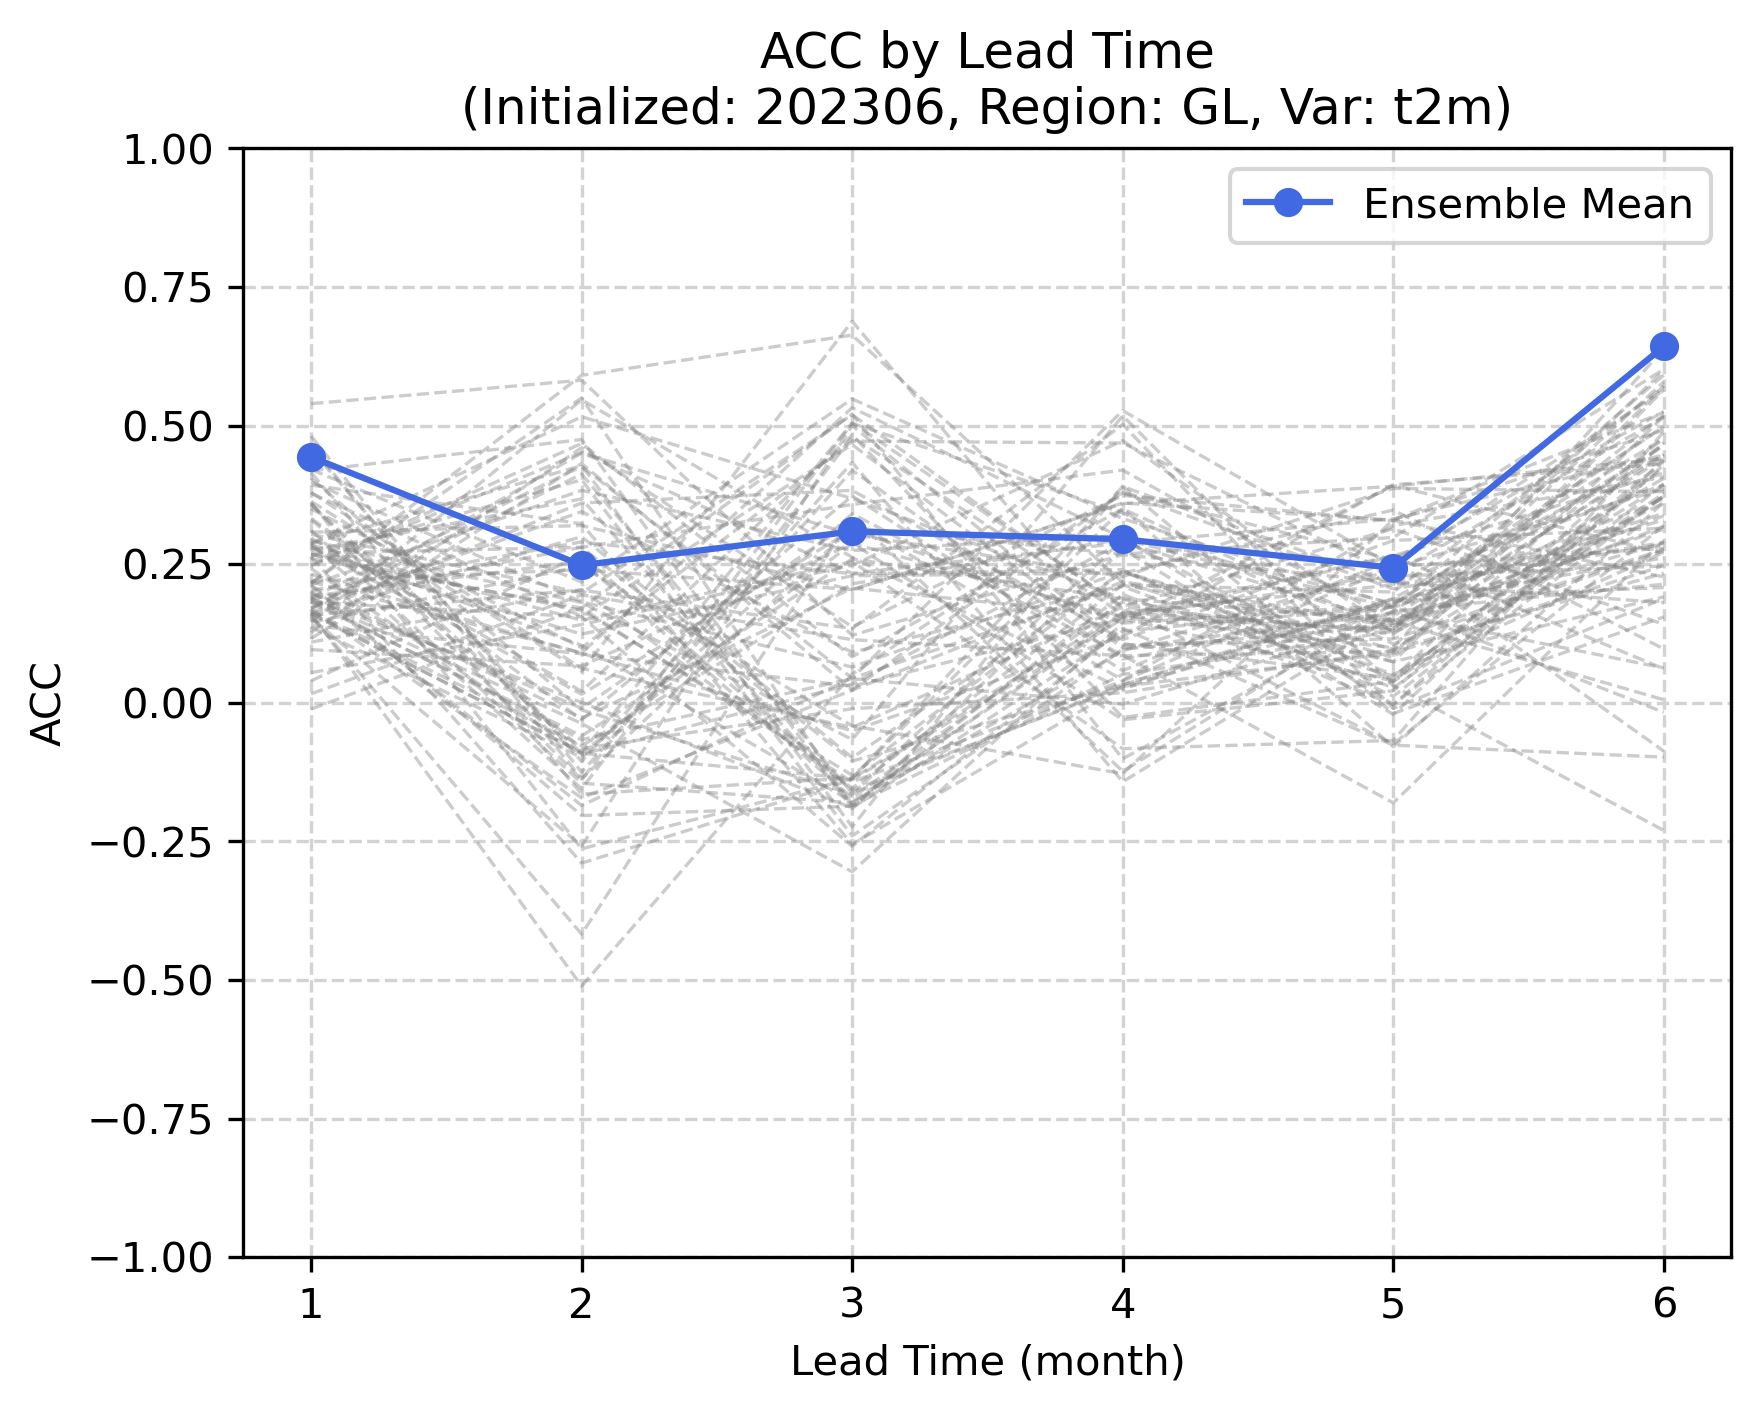 ACC by Lead Time
(Initialized: 202306, Region: GL, Var: t2m)
Ensemble Mean
1.00
0.75
0.50
0.25
0.00
−0.25
−0.50
−0.75
−1.00
ACC
1 2 3 4 5 6
Lead Time (month)